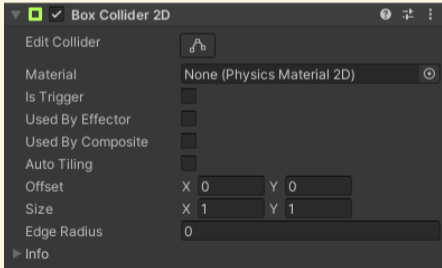 Box Collider 2D
Edit Collider
Material None (Physics Material 2D)
Is Trigger
Used By Effector
Used By Composite
Auto Tiling
Offset X 0 Y 0
Size X 1 Y 1
Edge Radius 0
Info